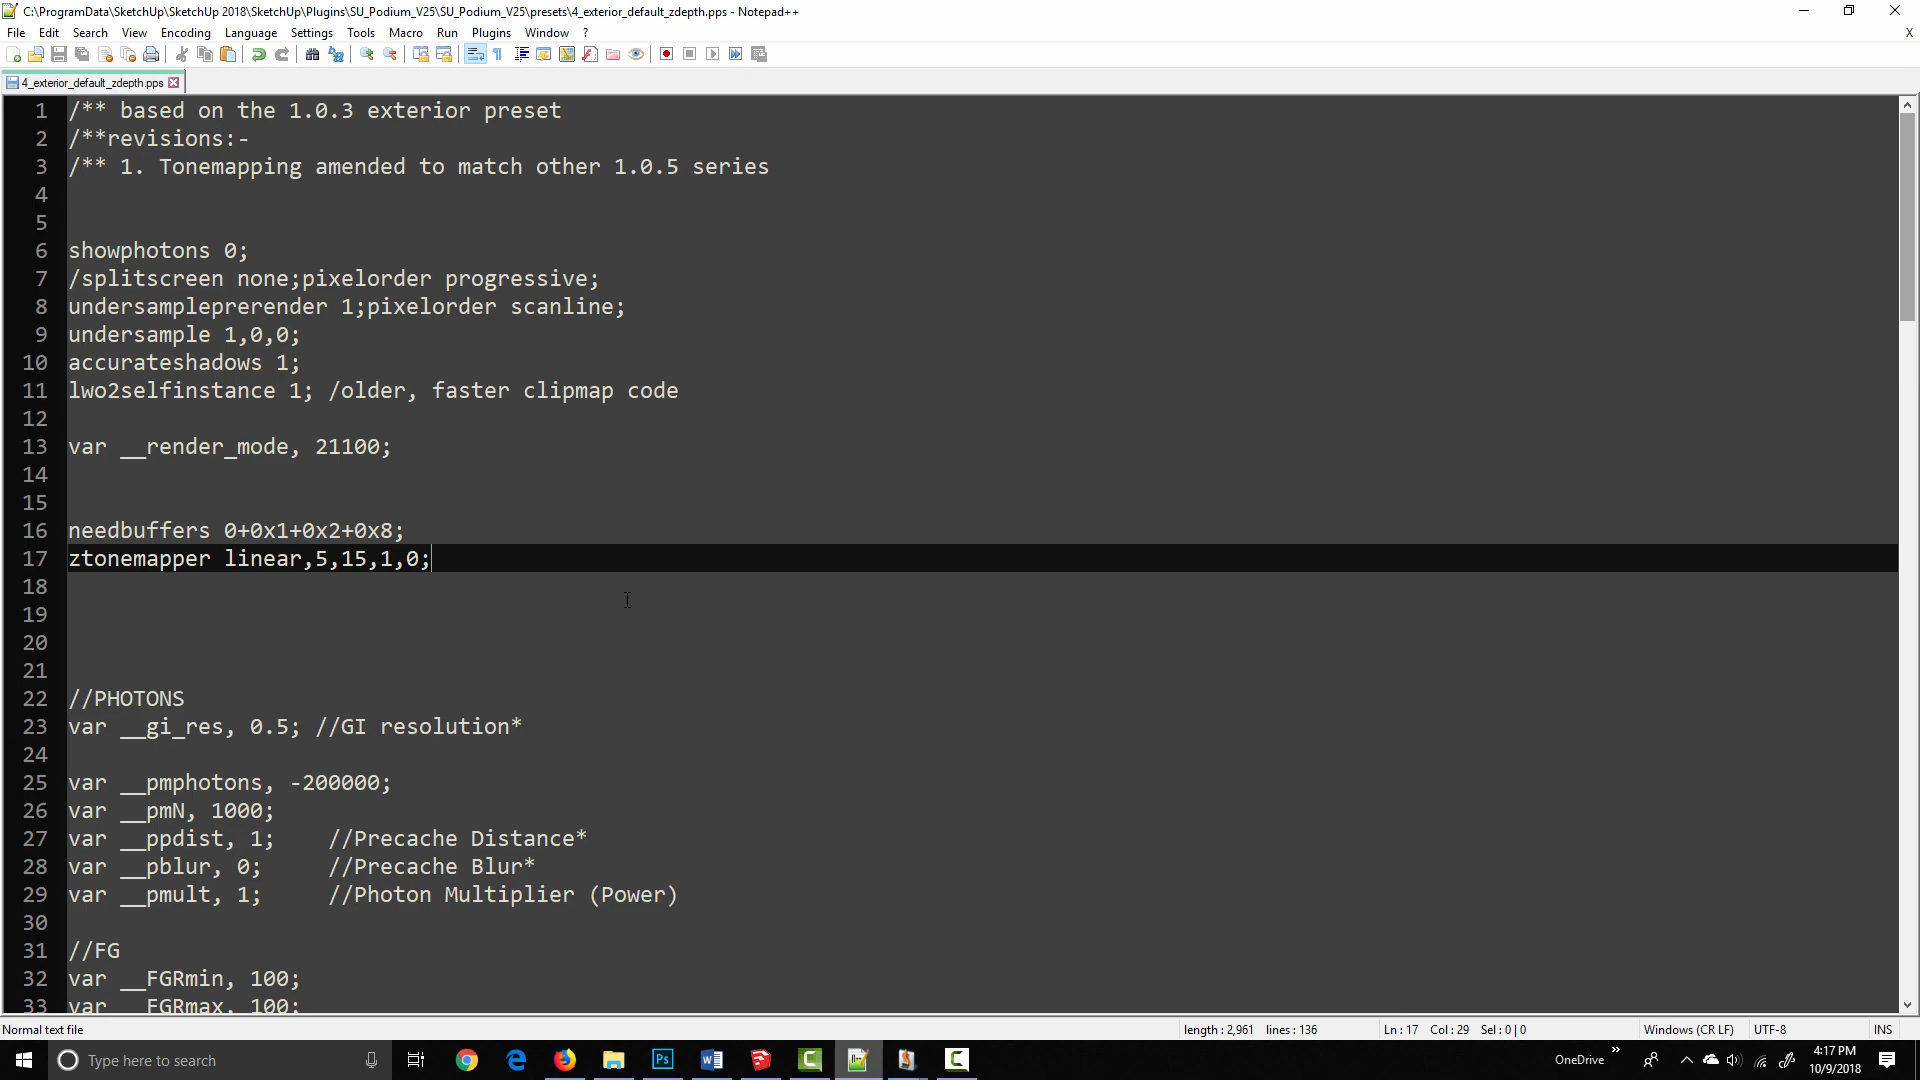 C:\ProgramData\SketchUp\SketchUp 2018\SketchUp\Plugins\SU_Podium_V25\SU_Podium_V25\presets\4_exterior_default_zdepth.pps - Notepad++
File Edit Search View Encoding Language Settings Tools Macro Run Plugins Window ? X
4_exterior_default_zdepth.pps
1 /** based on the 1.0.3 exterior preset
2 /**revisions:-
3 /** 1. Tonemapping amended to match other 1.0.5 series
4
5
6 showphotons 0;
7 /splitscreen none;pixelorder progressive;
8 undersampleprerender 1;pixelorder scanline;
9 undersample 1,0,0;
10 accurateshadows 1;
11 lwo2selfinstance 1; /older, faster clipmap code
12
13 var __render_mode, 21100;
14
15
16 needbuffers 0+0x1+0x2+0x8;
17 ztonemapper linear,5,15,1,0;
18
19
20
21
22 //PHOTONS
23 var __gi_res, 0.5; //GI resolution*
24
25 var __pmphotons, -200000;
26 var __pmN, 1000;
27 var __ppdist, 1; //Precache Distance*
28 var __pblur, 0; //Precache Blur*
29 var __pmult, 1; //Photon Multiplier (Power)
30
31 //FG
32 var __FGRmin, 100;
33 var __FGRmax, 100;
Normal text file length : 2,961 lines : 136 Ln : 17 Col : 29 Sel : 0 | 0 Windows (CR LF) UTF-8 INS
Type here to search OneDrive 4:17 PM
10/9/2018